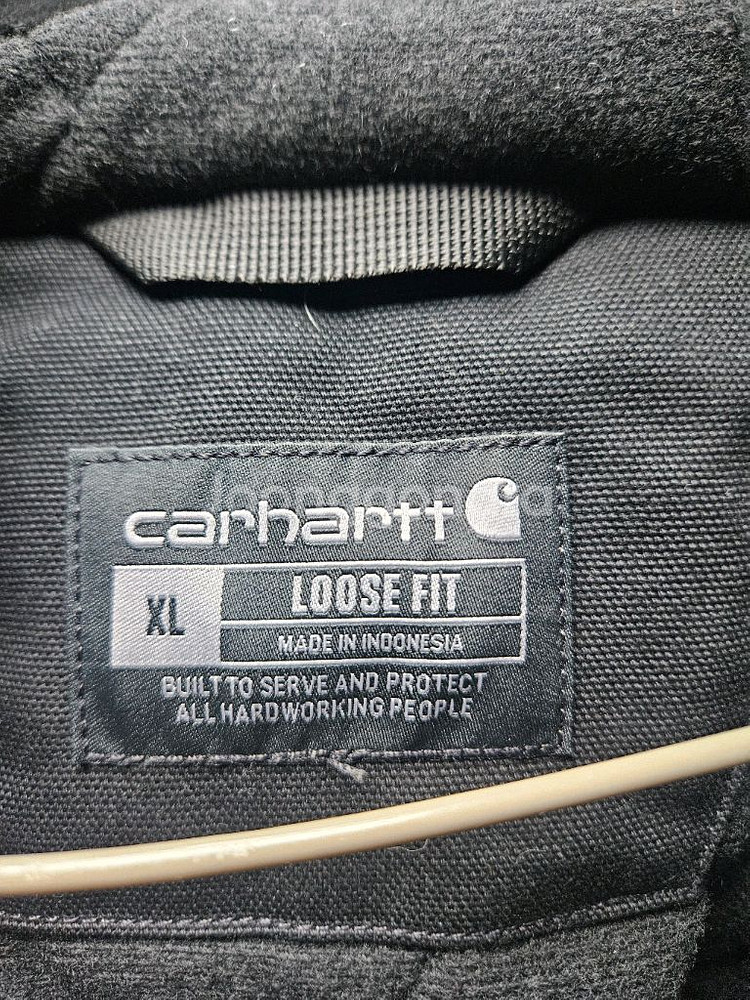 carhartt
XL
LOOSE FIT
MADE IN INDONESIA
BUILT TO SERVE AND PROTECT
ALL HARDWORKING PEOPLE